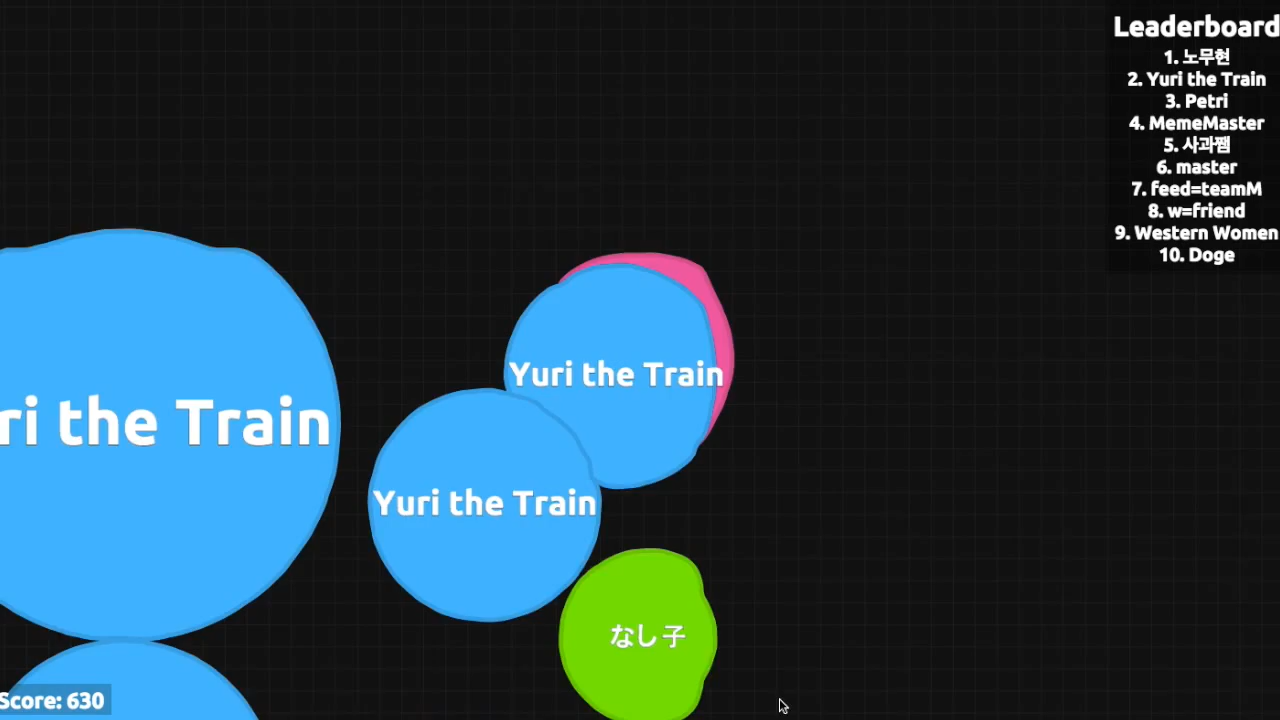 Leaderboard
1. 노무현
2. Yuri the Train
3. Petri
4. MemeMaster
5. 사과쨈
6. master
7. feed=teamM
8. w=friend
9. Western Women
10. Doge
Yuri the Train
ri the Train
Yuri the Train
なし子
Score: 630